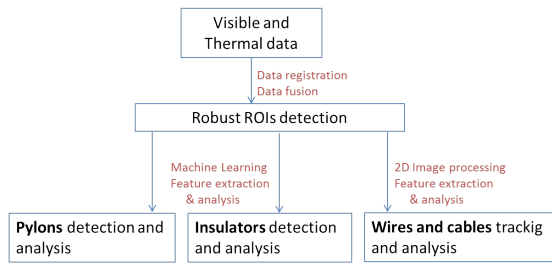 Visible and
Thermal data
Data registration
Data fusion
Robust ROIs detection
Machine Learning
Feature extraction
& analysis
2D Image processing
Feature extraction
& analysis
Pylons detection and
analysis
Insulators detection
and analysis
Wires and cables trackig
and analysis